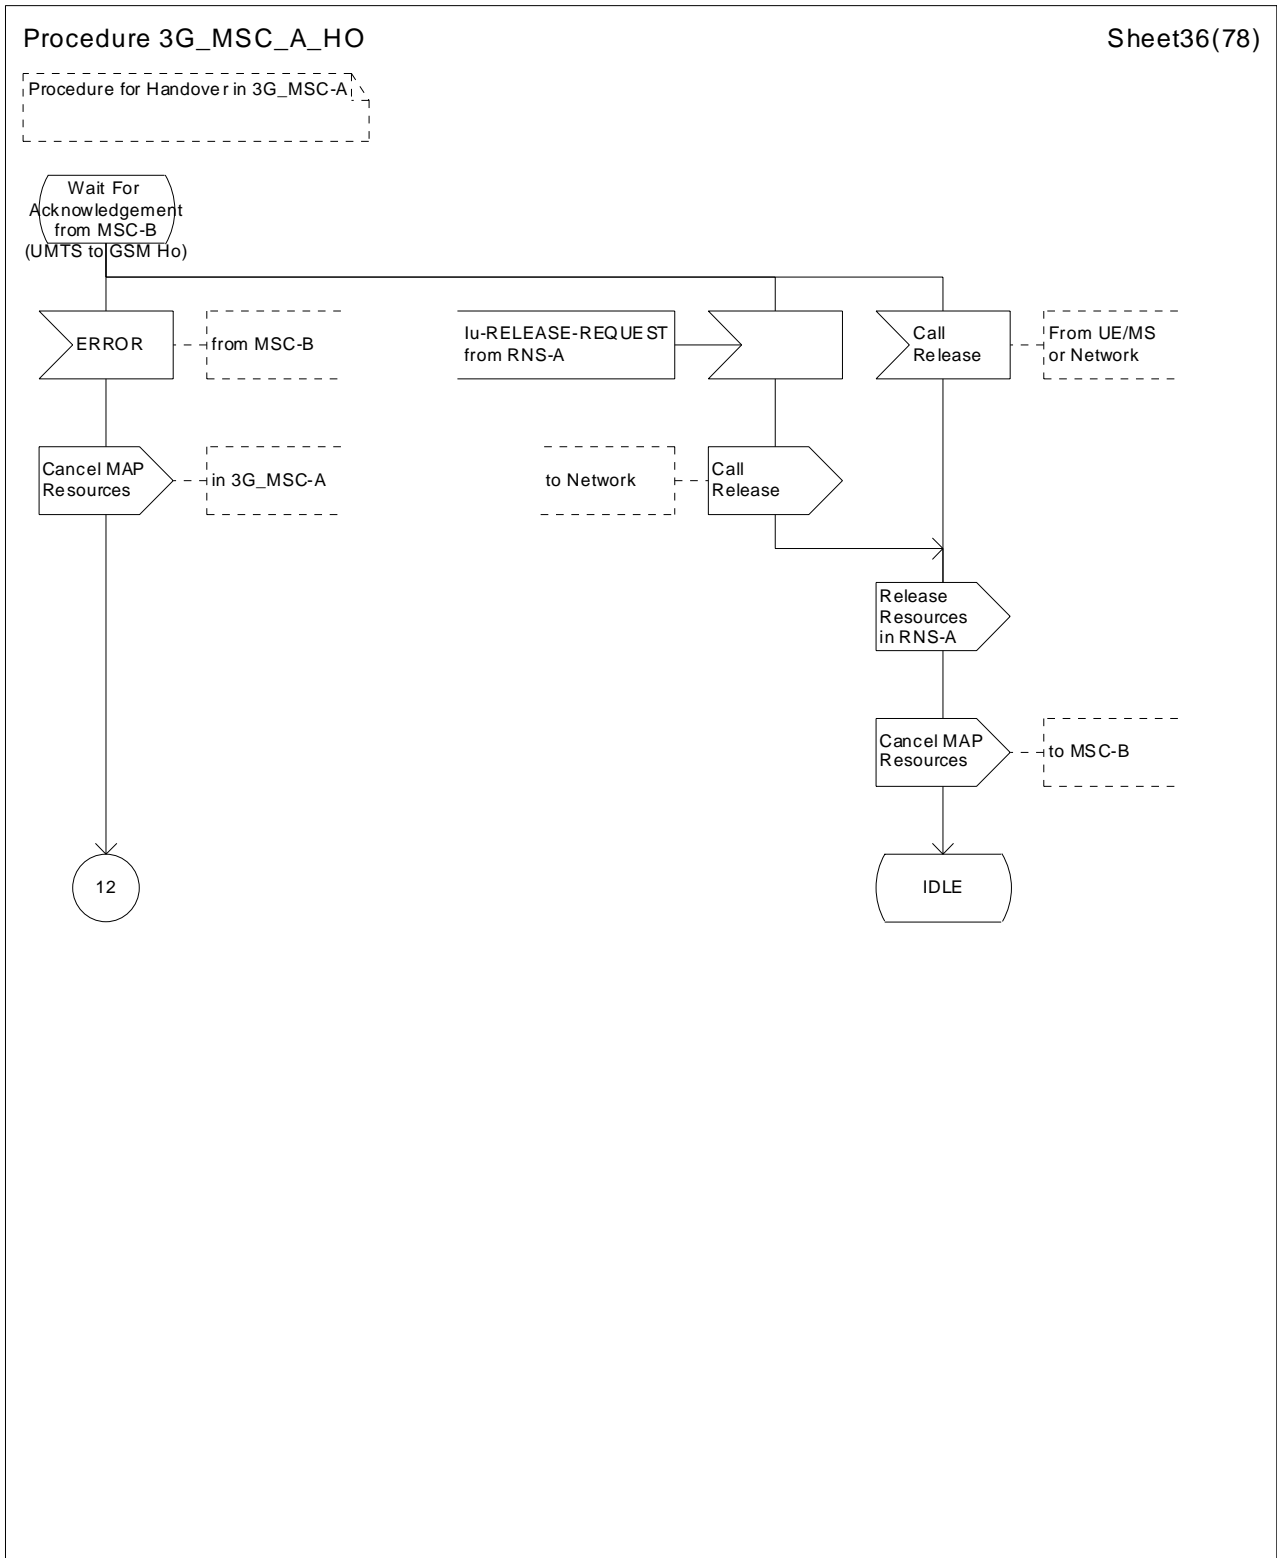 Procedure 3G_MSC_A_HO
Sheet36(78)
Procedure for Handover in 3G_MSC-A
Wait For
Acknowledgement
from MSC-B
(UMTS to GSM Ho)
ERROR
from MSC-B
Iu-RELEASE-REQUEST
from RNS-A
Call
Release
From UE/MS
or Network
Cancel MAP
Resources
in 3G_MSC-A
to Network
Call
Release
Release
Resources
in RNS-A
Cancel MAP
Resources
to MSC-B
12
IDLE